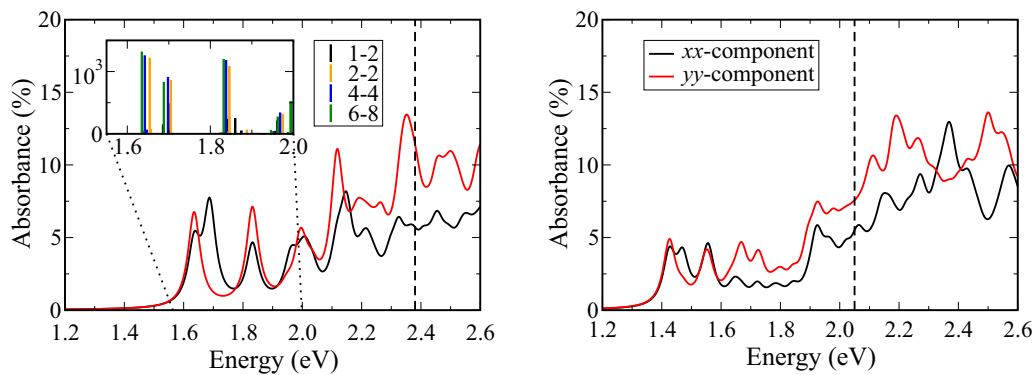 20
15
10
5
0
Absorbance (%)
10³
0
1.6
1.8
2.0
1-2
2-2
4-4
6-8
1.2 1.4 1.6 1.8 2.0 2.2 2.4 2.6
Energy (eV)
20
15
10
5
0
Absorbance (%)
xx-component
yy-component
1.2 1.4 1.6 1.8 2.0 2.2 2.4 2.6
Energy (eV)